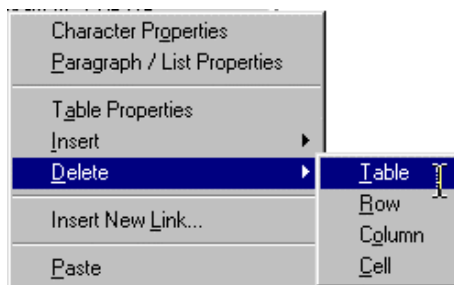 Character Properties
Paragraph / List Properties
Table Properties
Insert
Delete
Table
Row
Column
Cell
Insert New Link...
Paste